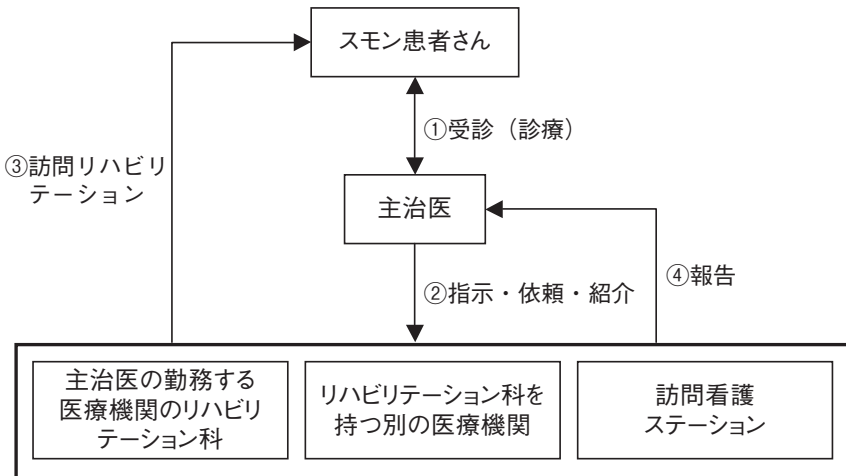 スモン患者さん
①受診（診療）
③訪問リハビリ
テーション
主治医
②指示・依頼・紹介
④報告
主治医の勤務する
医療機関のリハビリ
テーション科
リハビリテーション科を
持つ別の医療機関
訪問看護
ステーション